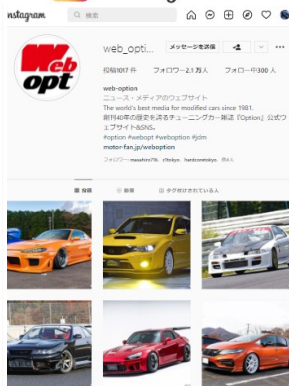 nstagram
検索
Web
opt
web_opti...
メッセージを送信
投稿1017 件 フォロワー2.1万人 フォロー中300 人
web-option
ニュース・メディアのウェブサイト
The world's best media for modified cars since 1981.
創刊40年の歴史を誇るチューニングカー雑誌『Option』公式ウ
ェブサイト&SNS。
#option #webopt #weboption #jdm
motor-fan.jp/weboption
投稿
動画
タグ付けされている人